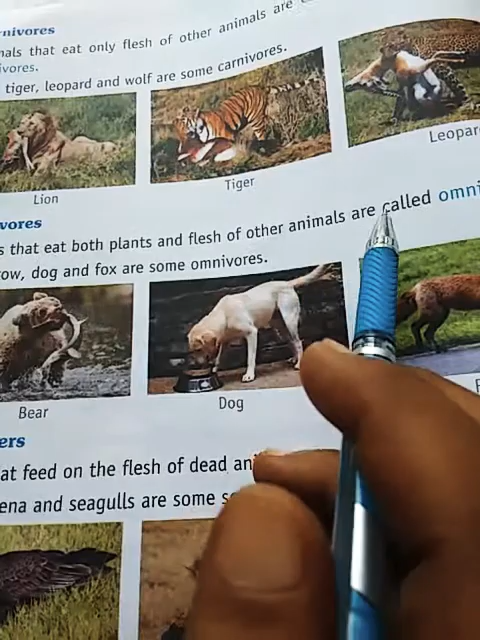 nivores
mals that eat only flesh of other animals are
ivores.
tiger, leopard and wolf are some carnivores.
Lion
Tiger
Leopar
vores
s that eat both plants and flesh of other animals are called omni
ow, dog and fox are some omnivores.
Bear
Dog
F
ers
at feed on the flesh of dead an
ena and seagulls are some s